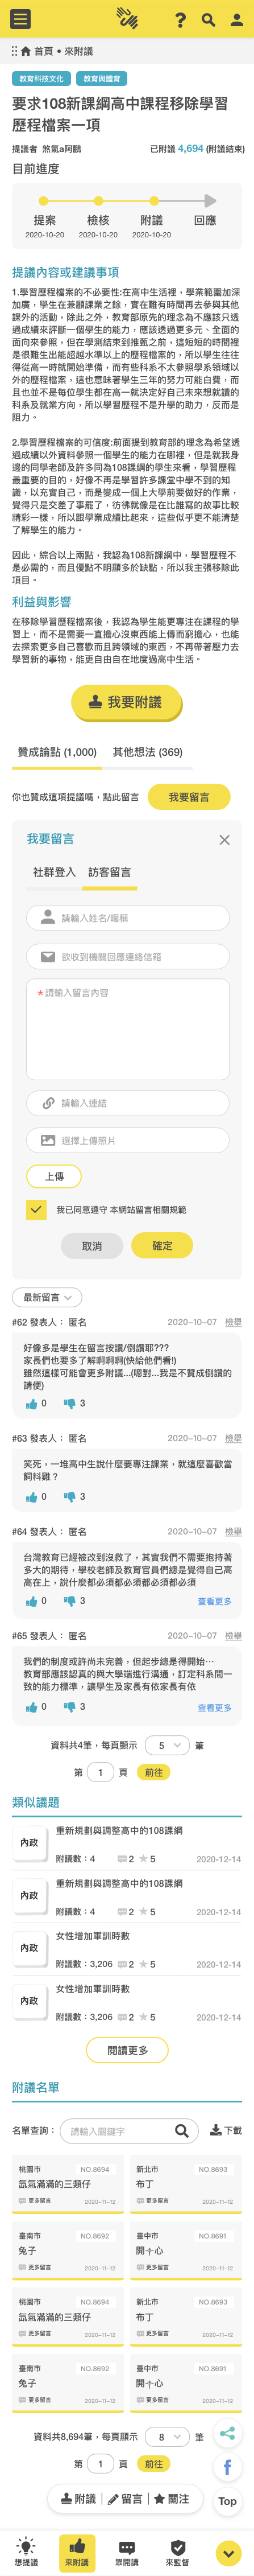 首頁 • 來附議
教育科技文化 教育與體育
要求108新課綱高中課程移除學習
歷程檔案一項
提議者 無氣a阿鵬 已附議 4,694 (附議結束)
目前進度
提案 檢核 附議 回應
2020-10-20 2020-10-20 2020-10-20
提議內容或建議事項
1.學習歷程檔案的不必要性:在高中生活裡，學業範圍加深
加廣，學生在兼顧課業之餘，實在難有時間再去參與其他
課外的活動，除此之外，教育部原先的理念為不應該只透
過成績來評斷一個學生的能力，應該透過更多元、全面的
面向來參照，但在學測結束到推甄之前，這短短的時間裡
是很難生出能超越水準以上的歷程檔案的，所以學生往往
得從高一時就開始準備，而有些科系不太參照學系領域以
外的歷程檔案，這也意味著學生三年的努力可能白費，而
且也並不是每位學生都在高一就決定好自己未來想就讀的
科系及就業方向，所以學習歷程不是升學的助力，反而是
阻力。
2.學習歷程檔案的可信度:前面提到教育部的理念為希望透
過成績以外資料參照一個學生的能力在哪裡，但是就我身
邊的同學老師及許多同為108課綱的學生來看，學習歷程
最重要的目的，好像不再是學習許多課堂中學不到的知
識，以充實自己，而是變成一個上大學前要做好的作業，
覺得只是交差了事罷了，彷彿就像是在比誰寫的故事比較
精彩一樣，所以跟學業成績比起來，這些似乎更不能清楚
了解學生的能力。
因此，綜合以上兩點，我認為108新課綱中，學習歷程不
是必需的，而且優點不明顯多於缺點，所以我主張移除此
項目。
利益與影響
在移除學習歷程檔案後，我認為學生能更專注在課程的學
習上，而不是需要一直擔心沒東西能上傳而窮擔心，也能
去探索更多自己喜歡而且跨領域的東西，不再帶著壓力去
學習新的事物，能更自由自在地度過高中生活。
我要附議
贊成論點 (1,000) 其他想法 (369)
你也贊成這項提議嗎，點此留言 我要留言
我要留言
社群登入 訪客留言
請輸入姓名/暱稱
欲收到機關回應連絡信箱
*請輸入留言內容
請輸入連結
選擇上傳照片
上傳
我已同意遵守 本網站留言相關規範
取消 確定
最新留言
#62 發表人： 匿名 2020-10-07 檢舉
好像多是學生在留言按讚/倒讚耶???
家長們也要多了解啊啊啊(快給他們看!)
雖然這樣可能會更多附議...(嗯對...我是不贊成倒讚的
請便)
0 3
#63 發表人： 匿名 2020-10-07 檢舉
笑死，一堆高中生說什麼要專注課業，就這麼喜歡當
飼料雞？
0 3
#64 發表人： 匿名 2020-10-07 檢舉
台灣教育已經被改到沒救了，其實我們不需要抱持著
多大的期待，學校老師及教育官員們總是覺得自己高
高在上，說什麼都必須都必須都必須都必須
0 3 查看更多
#65 發表人： 匿名 2020-10-07 檢舉
我們的制度或許尚未完善，但起步總是得開始…
教育部應該認真的與大學端進行溝通，訂定科系間一
致的能力標準，讓學生及家長有依家長有依
0 3 查看更多
資料共4筆，每頁顯示 5 筆
第 1 頁 前往
類似議題
內政 重新規劃與調整高中的108課綱
附議數：4 2 5 2020-12-14
內政 重新規劃與調整高中的108課綱
附議數：4 2 5 2020-12-14
內政 女性增加軍訓時數
附議數：3,206 2 5 2020-12-14
內政 女性增加軍訓時數
附議數：3,206 2 5 2020-12-14
閱讀更多
附議名單
名單查詢： 請輸入關鍵字 下載
桃園市 NO.8694 新北市 NO.8693
氙氣滿滿的三類仔 布丁
更多留言 2020-11-12 更多留言 2020-11-12
臺南市 NO.8692 臺中市 NO.8691
兔子 開忄心
更多留言 2020-11-12 更多留言 2020-11-12
桃園市 NO.8694 新北市 NO.8693
氙氣滿滿的三類仔 布丁
更多留言 2020-11-12 更多留言 2020-11-12
臺南市 NO.8692 臺中市 NO.8691
兔子 開忄心
更多留言 2020-11-12 更多留言 2020-11-12
資料共8,694筆，每頁顯示 8 筆
第 1 頁 前往
附議 留言 關注 Top
想提議 來附議 眾開講 來監督